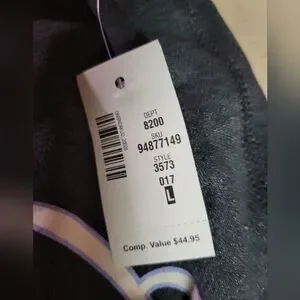 DEPT
8200
SKU
94877149
STYLE
3573
017
L
Comp. Value $44.95